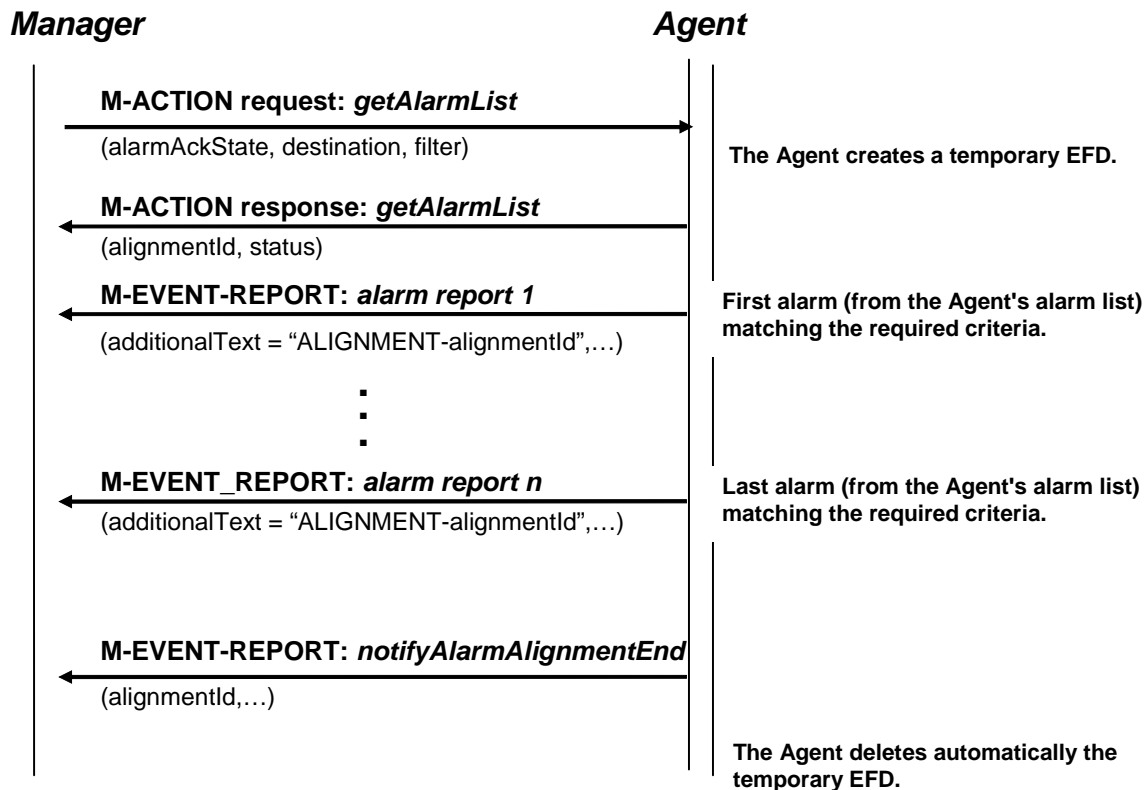 Manager
Agent
M-ACTION request: getAlarmList
(alarmAckState, destination, filter)
The Agent creates a temporary EFD.
M-ACTION response: getAlarmList
(alignmentId, status)
M-EVENT-REPORT: alarm report 1
(additionalText = “ALIGNMENT-alignmentId”,…)
First alarm (from the Agent's alarm list)
matching the required criteria.
M-EVENT_REPORT: alarm report n
(additionalText = “ALIGNMENT-alignmentId”,…)
Last alarm (from the Agent's alarm list)
matching the required criteria.
M-EVENT-REPORT: notifyAlarmAlignmentEnd
(alignmentId,…)
The Agent deletes automatically the
temporary EFD.